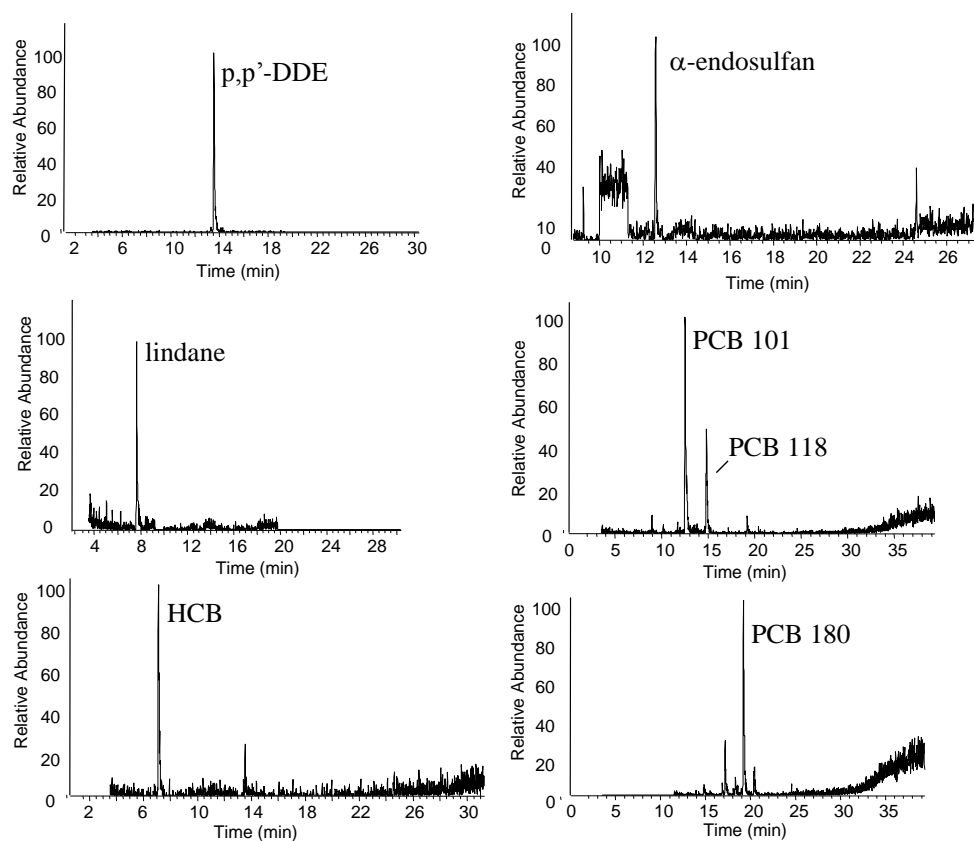 100
80
60
40
20
0
Relative Abundance
p,p'-DDE
2 6 10 14 18 22 26 30
Time (min)
100
80
60
40
10
0
Relative Abundance
α-endosulfan
10 12 14 16 18 20 22 24 26
Time (min)
100
80
60
40
20
0
Relative Abundance
lindane
4 8 12 16 20 24 28
Time (min)
100
80
60
40
20
0
Relative Abundance
PCB 101
PCB 118
0 5 10 15 20 25 30 35
Time (min)
100
80
60
40
20
0
Relative Abundance
HCB
2 6 10 14 18 22 26 30
Time (min)
100
80
60
40
20
0
Relative Abundance
PCB 180
0 5 10 15 20 25 30 35
Time (min)